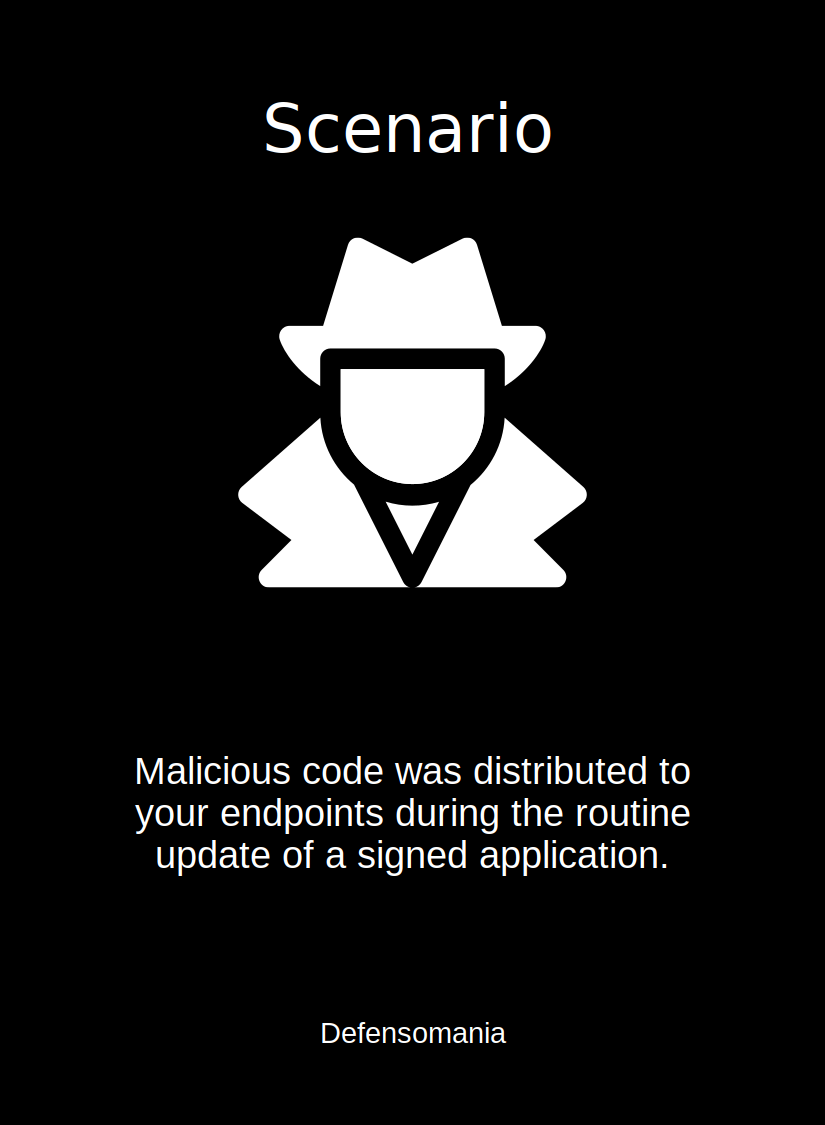 Scenario
Malicious code was distributed to
your endpoints during the routine
update of a signed application.
Defensomania